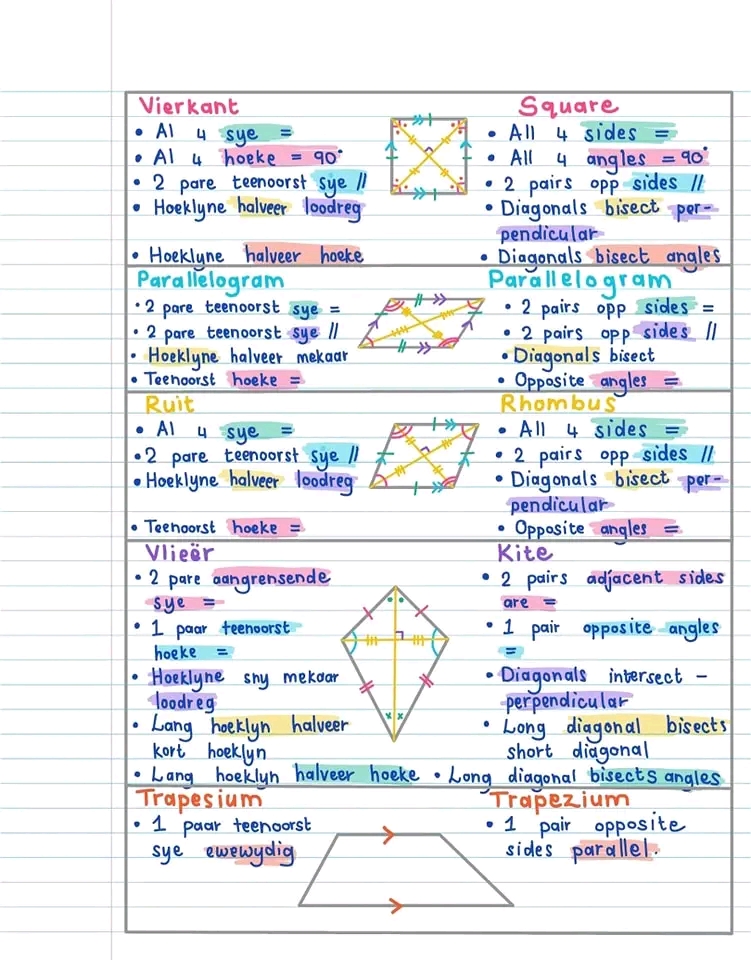 Vierkant
• Al 4 sye =
• Al 4 hoeke = 90°
• 2 pare teenoorst sye //
• Hoeklyne halveer loodreg
• Hoeklyne halveer hoeke
Square
• All 4 sides =
• All 4 angles = 90°
• 2 pairs opp sides //
• Diagonals bisect per-
pendicular
• Diagonals bisect angles
Parallelogram
• 2 pare teenoorst sye =
• 2 pare teenoorst sye //
• Hoeklyne halveer mekaar
• Teenoorst hoeke =
Parallelogram
• 2 pairs opp sides =
• 2 pairs opp sides //
• Diagonals bisect
• Opposite angles =
Ruit
• Al 4 sye =
• 2 pare teenoorst sye //
• Hoeklyne halveer loodreg
• Teenoorst hoeke =
Rhombus
• All 4 sides =
• 2 pairs opp sides //
• Diagonals bisect per-
pendicular
• Opposite angles =
Vlieër
• 2 pare aangrensende
sye =
• 1 paar teenoorst
hoeke =
• Hoeklyne sny mekaar
loodreg
• Lang hoeklyn halveer
kort hoeklyn
• Lang hoeklyn halveer hoeke
Kite
• 2 pairs adjacent sides
are =
• 1 pair opposite angles
=
• Diagonals intersect -
perpendicular
• Long diagonal bisects
short diagonal
• Long diagonal bisects angles
Trapesium
• 1 paar teenoorst
sye ewewydig
Trapezium
• 1 pair opposite
sides parallel.